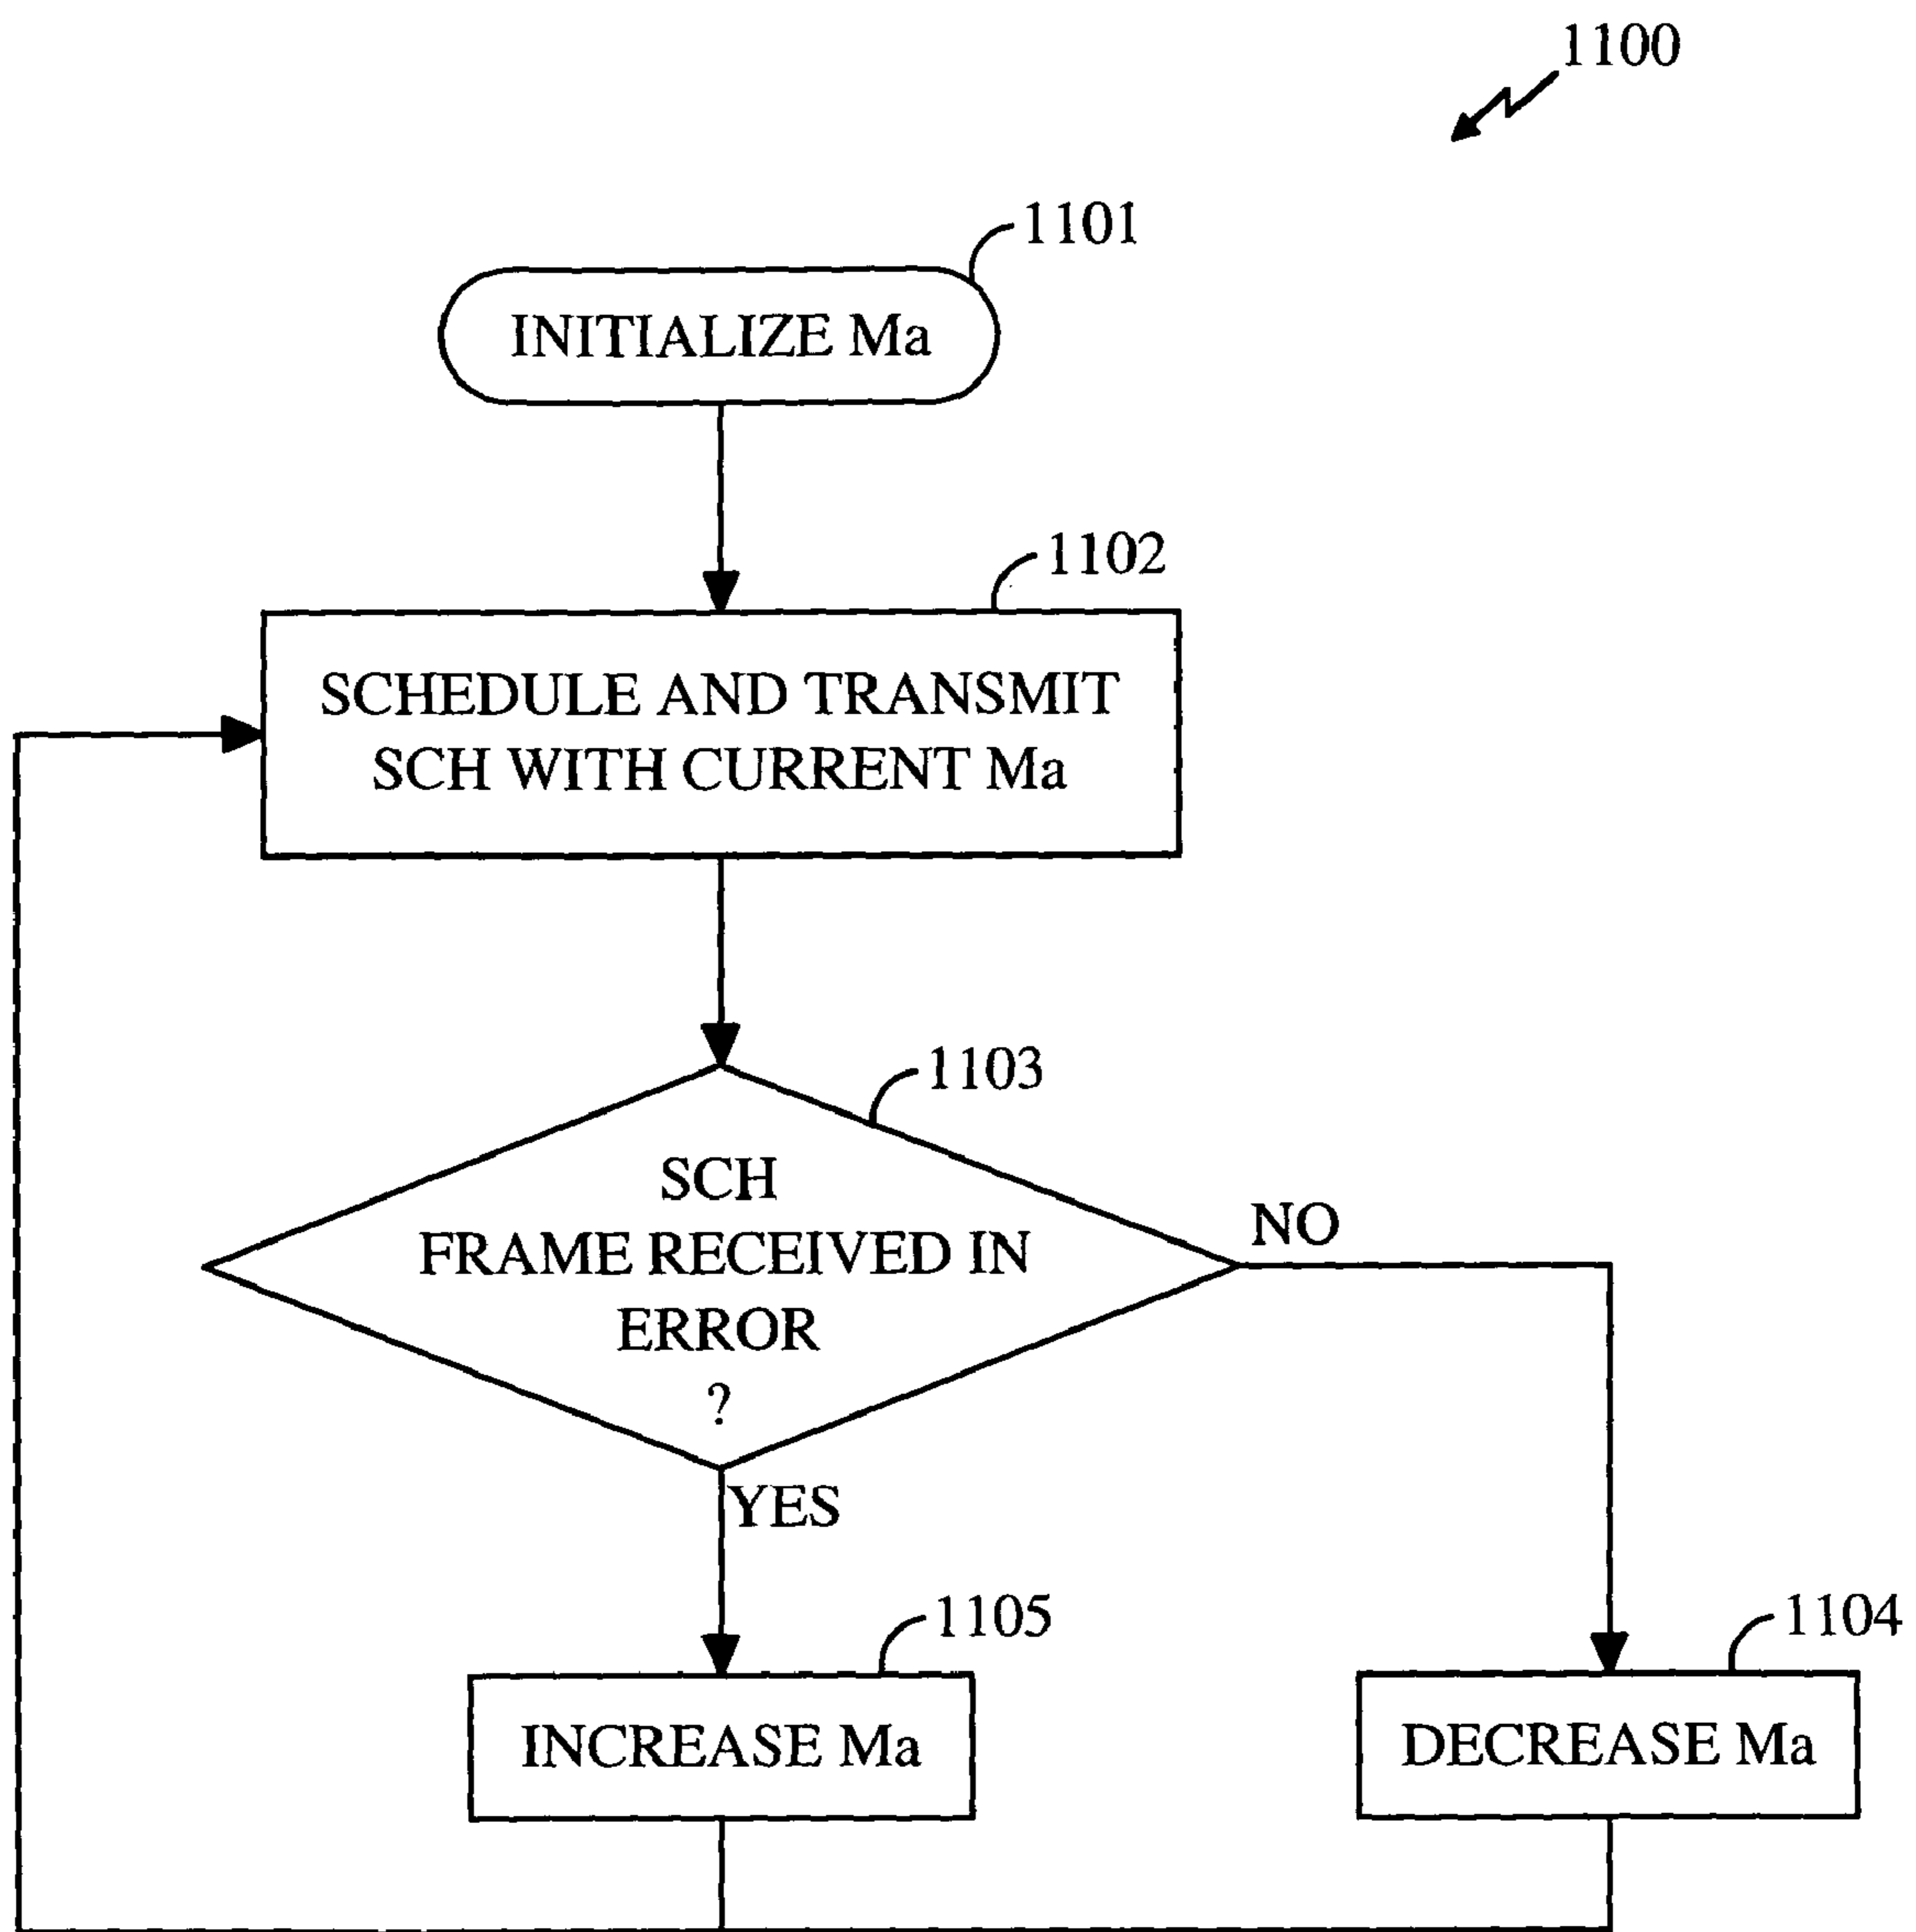 1100
1101
INITIALIZE Ma
1102
SCHEDULE AND TRANSMIT
SCH WITH CURRENT Ma
1103
SCH
FRAME RECEIVED IN
ERROR
?
NO
YES
1105
INCREASE Ma
1104
DECREASE Ma